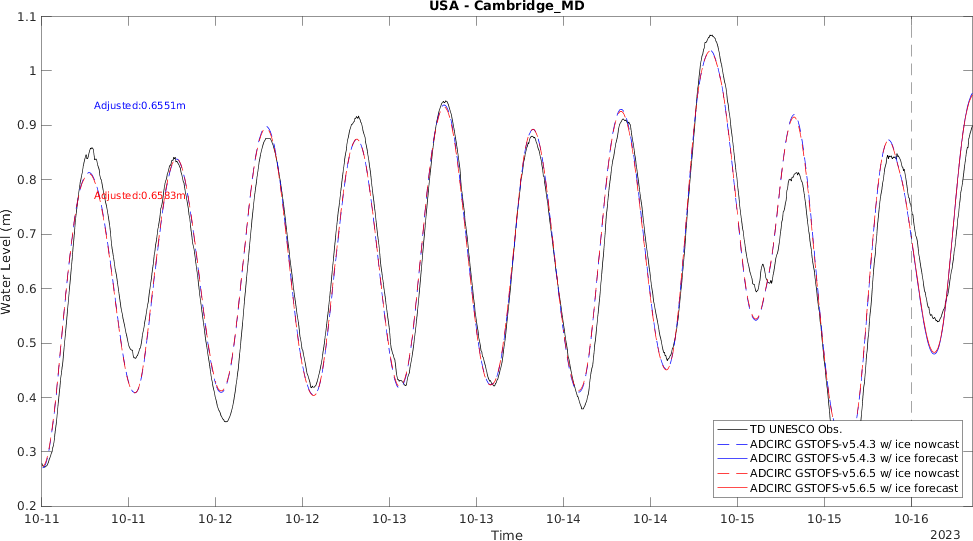 USA - Cambridge_MD
1.1
1
0.9
0.8
0.7
0.6
0.5
0.4
0.3
0.2
Water Level (m)
Adjusted:0.6551m
Adjusted:0.6533m
TD UNESCO Obs.
ADCIRC GSTOFS-v5.4.3 w/ ice nowcast
ADCIRC GSTOFS-v5.4.3 w/ ice forecast
ADCIRC GSTOFS-v5.6.5 w/ ice nowcast
ADCIRC GSTOFS-v5.6.5 w/ ice forecast
10-11 10-11 10-12 10-12 10-13 10-13 10-14 10-14 10-15 10-15 10-16
Time
2023